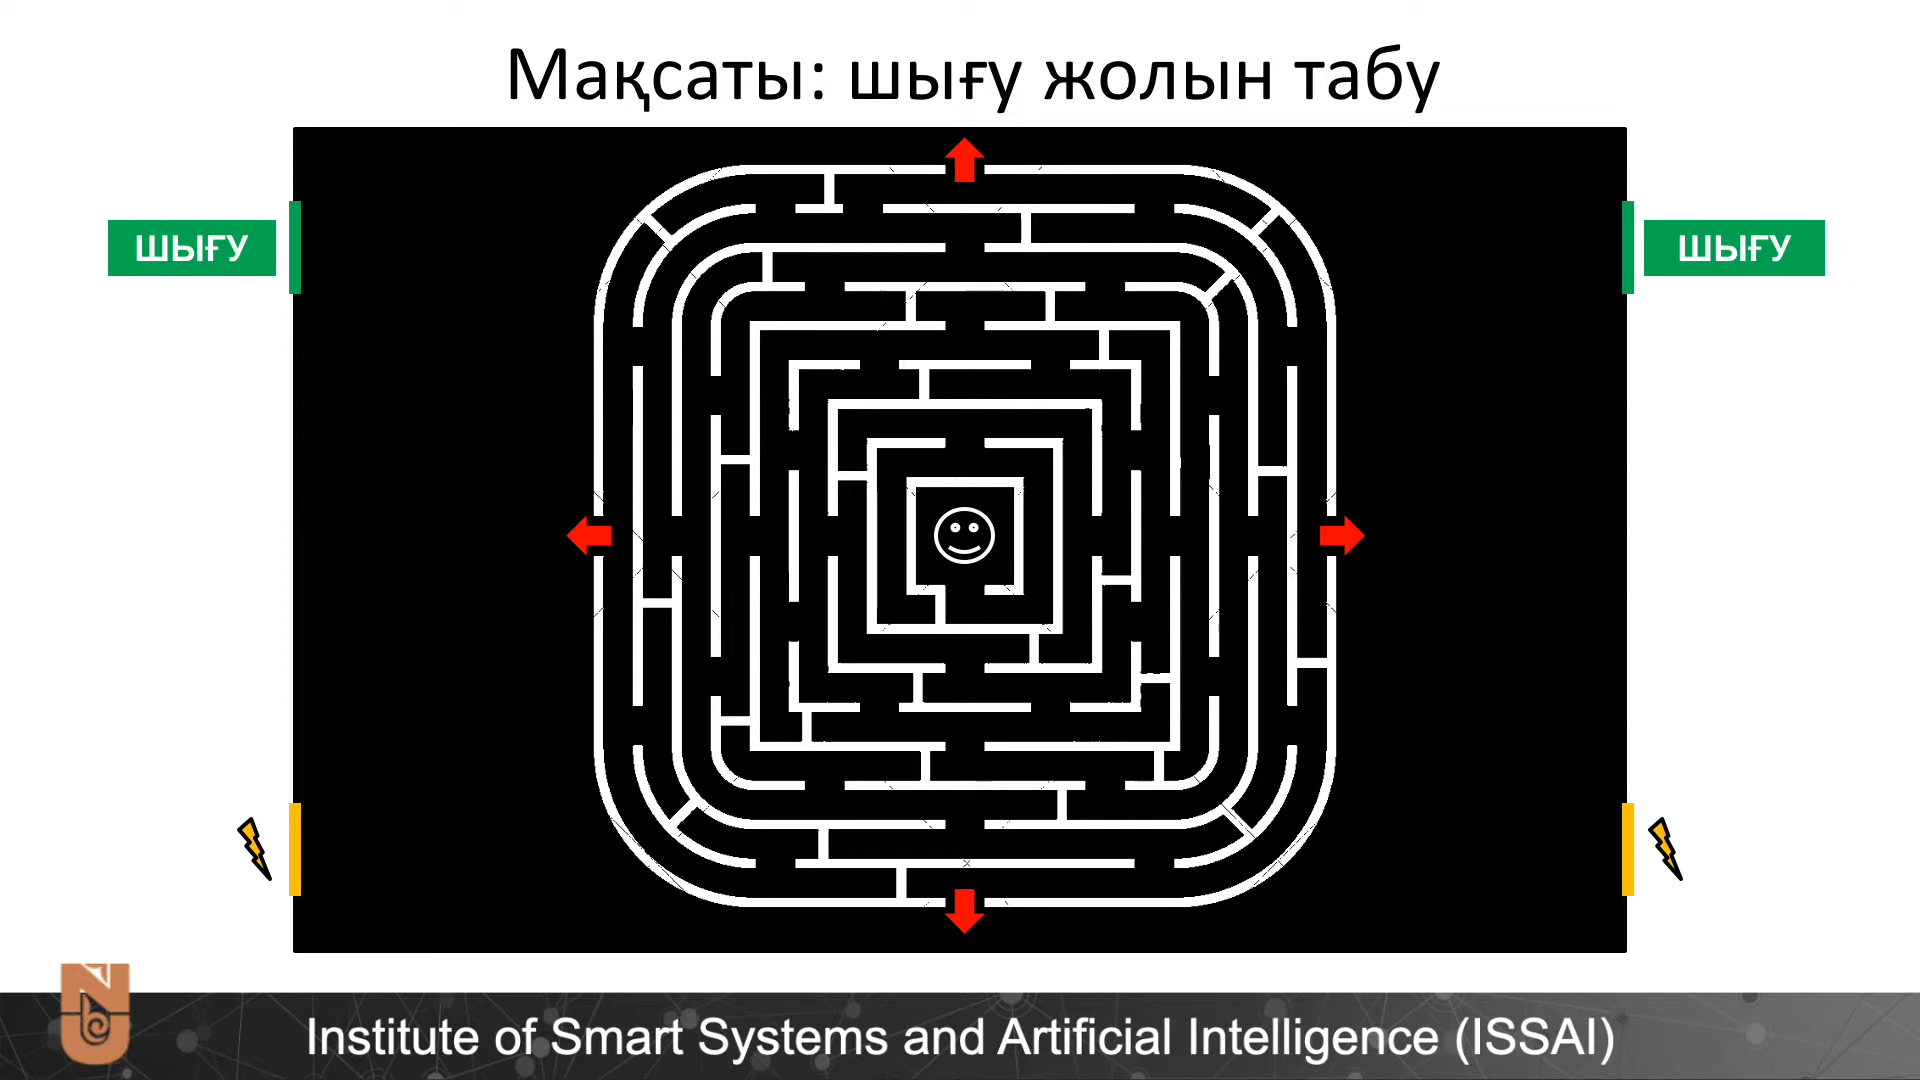 Мақсаты: шығу жолын табу
ШЫҒУ
ШЫҒУ
Institute of Smart Systems and Artificial Intelligence (ISSAI)